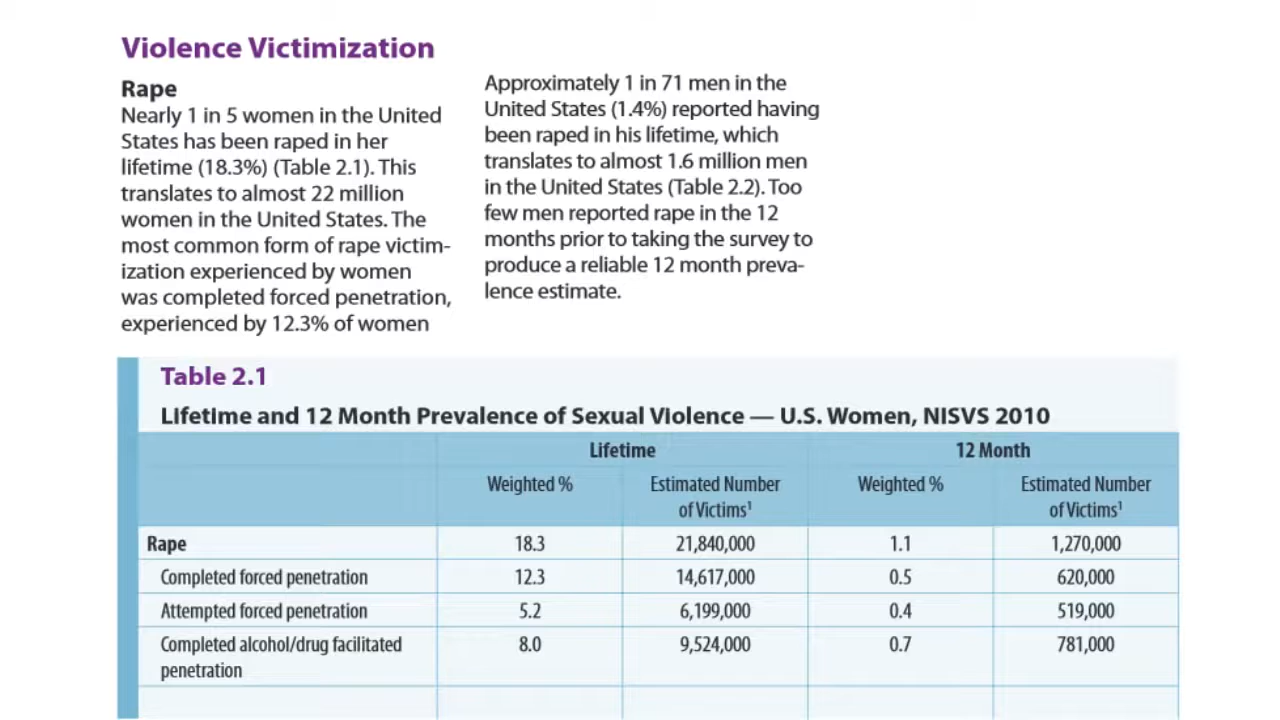 Violence Victimization
Rape
Nearly 1 in 5 women in the United
States has been raped in her
lifetime (18.3%) (Table 2.1). This
translates to almost 22 million
women in the United States. The
most common form of rape victim-
ization experienced by women
was completed forced penetration,
experienced by 12.3% of women
Approximately 1 in 71 men in the
United States (1.4%) reported having
been raped in his lifetime, which
translates to almost 1.6 million men
in the United States (Table 2.2). Too
few men reported rape in the 12
months prior to taking the survey to
produce a reliable 12 month preva-
lence estimate.
Table 2.1
Lifetime and 12 Month Prevalence of Sexual Violence — U.S. Women, NISVS 2010
Lifetime 12 Month
Weighted % Estimated Number of Victims¹ Weighted % Estimated Number of Victims¹
Rape 18.3 21,840,000 1.1 1,270,000
Completed forced penetration 12.3 14,617,000 0.5 620,000
Attempted forced penetration 5.2 6,199,000 0.4 519,000
Completed alcohol/drug facilitated 8.0 9,524,000 0.7 781,000
penetration